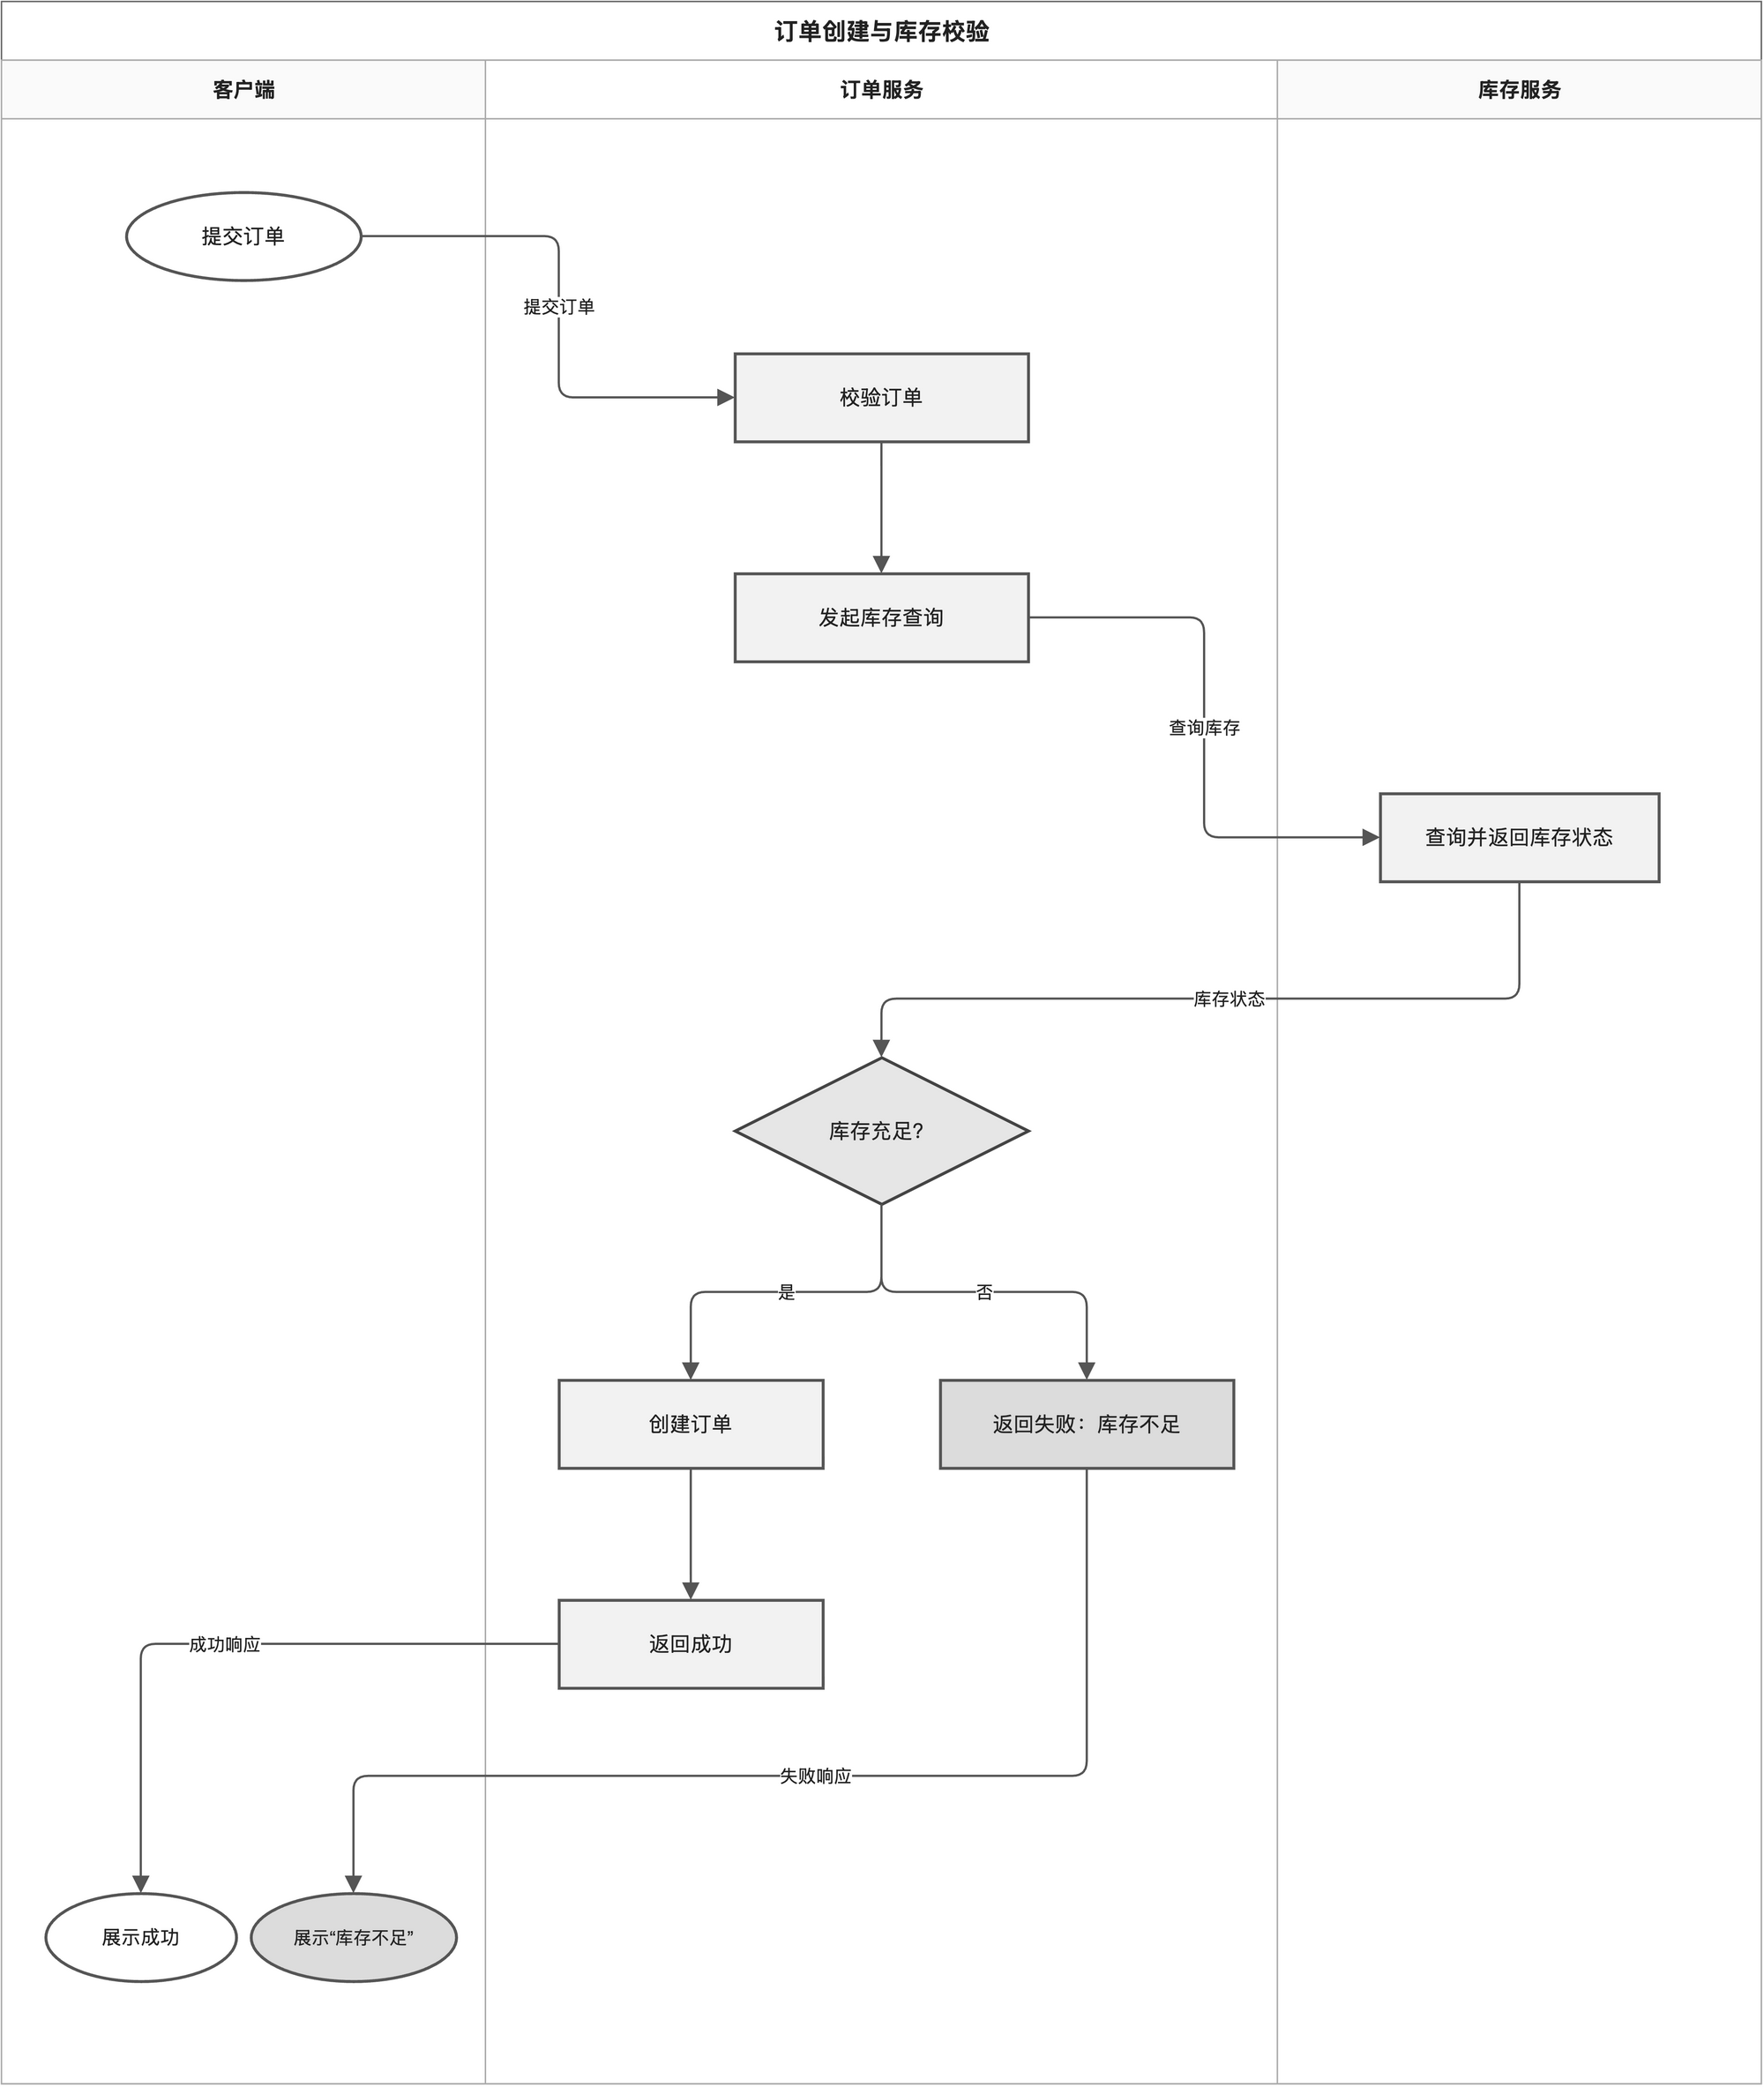 订单创建与库存校验
客户端
订单服务
库存服务
提交订单
提交订单
校验订单
发起库存查询
查询库存
查询并返回库存状态
库存状态
库存充足?
是
否
创建订单
返回失败：库存不足
返回成功
成功响应
失败响应
展示成功
展示“库存不足”